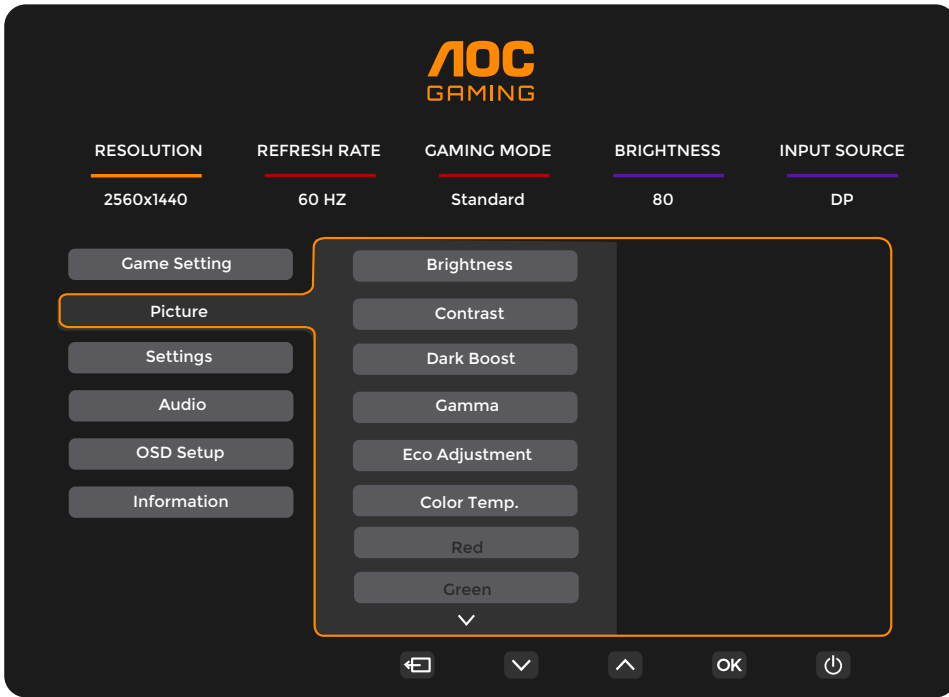 AOC
GAMING
RESOLUTION REFRESH RATE GAMING MODE BRIGHTNESS INPUT SOURCE
2560x1440 60 HZ Standard 80 DP
Game Setting
Picture
Settings
Audio
OSD Setup
Information
Brightness
Contrast
Dark Boost
Gamma
Eco Adjustment
Color Temp.
Red
Green
OK